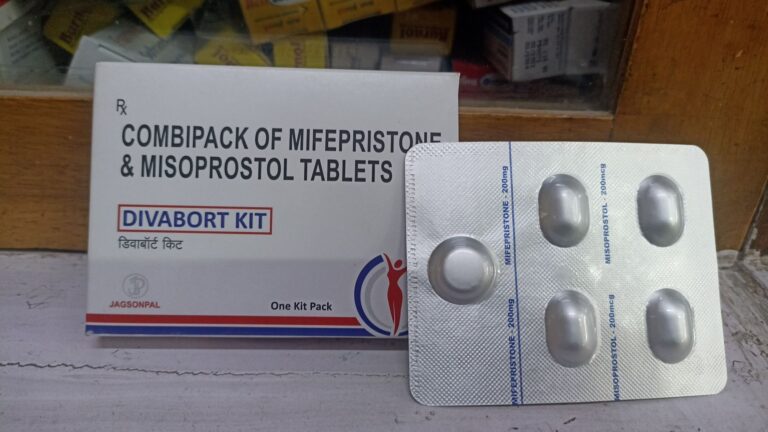 Rx
COMBIPACK OF MIFEPRISTONE
& MISOPROSTOL TABLETS
DIVABORT KIT
डिवाबॉर्ट किट
JAGSONPAL
One Kit Pack
MIFEPRISTONE - 200mg
MISOPROSTOL - 200mcg
MIFEPRISTONE - 200mg
MISOPROSTOL - 200mcg